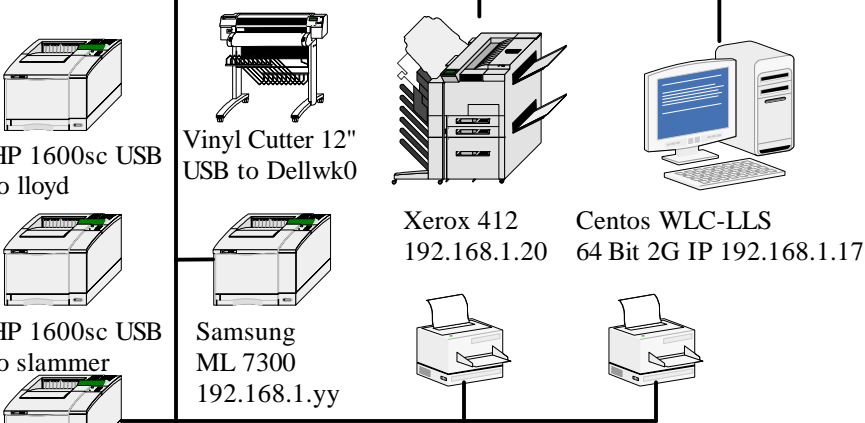 HP 1600sc USB
to lloyd
Vinyl Cutter 12"
USB to Dellwk0
Xerox 412
192.168.1.20
Centos WLC-LLS
64 Bit 2G IP 192.168.1.17
HP 1600sc USB
to slammer
Samsung
ML 7300
192.168.1.yy